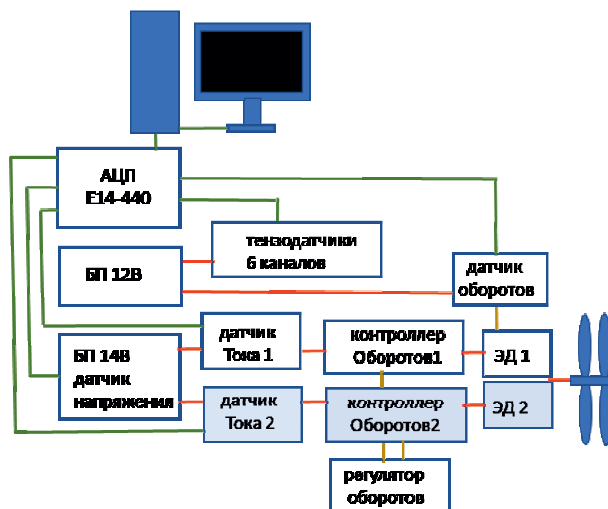 АЦП
Е14-440
тензодатчики
6 каналов
БП 12В
датчик
оборотов
датчик
Тока 1
контроллер
Оборотов1
ЭД 1
БП 14В
датчик
напряжения
датчик
Тока 2
контроллер
Оборотов2
ЭД 2
регулятор
оборотов